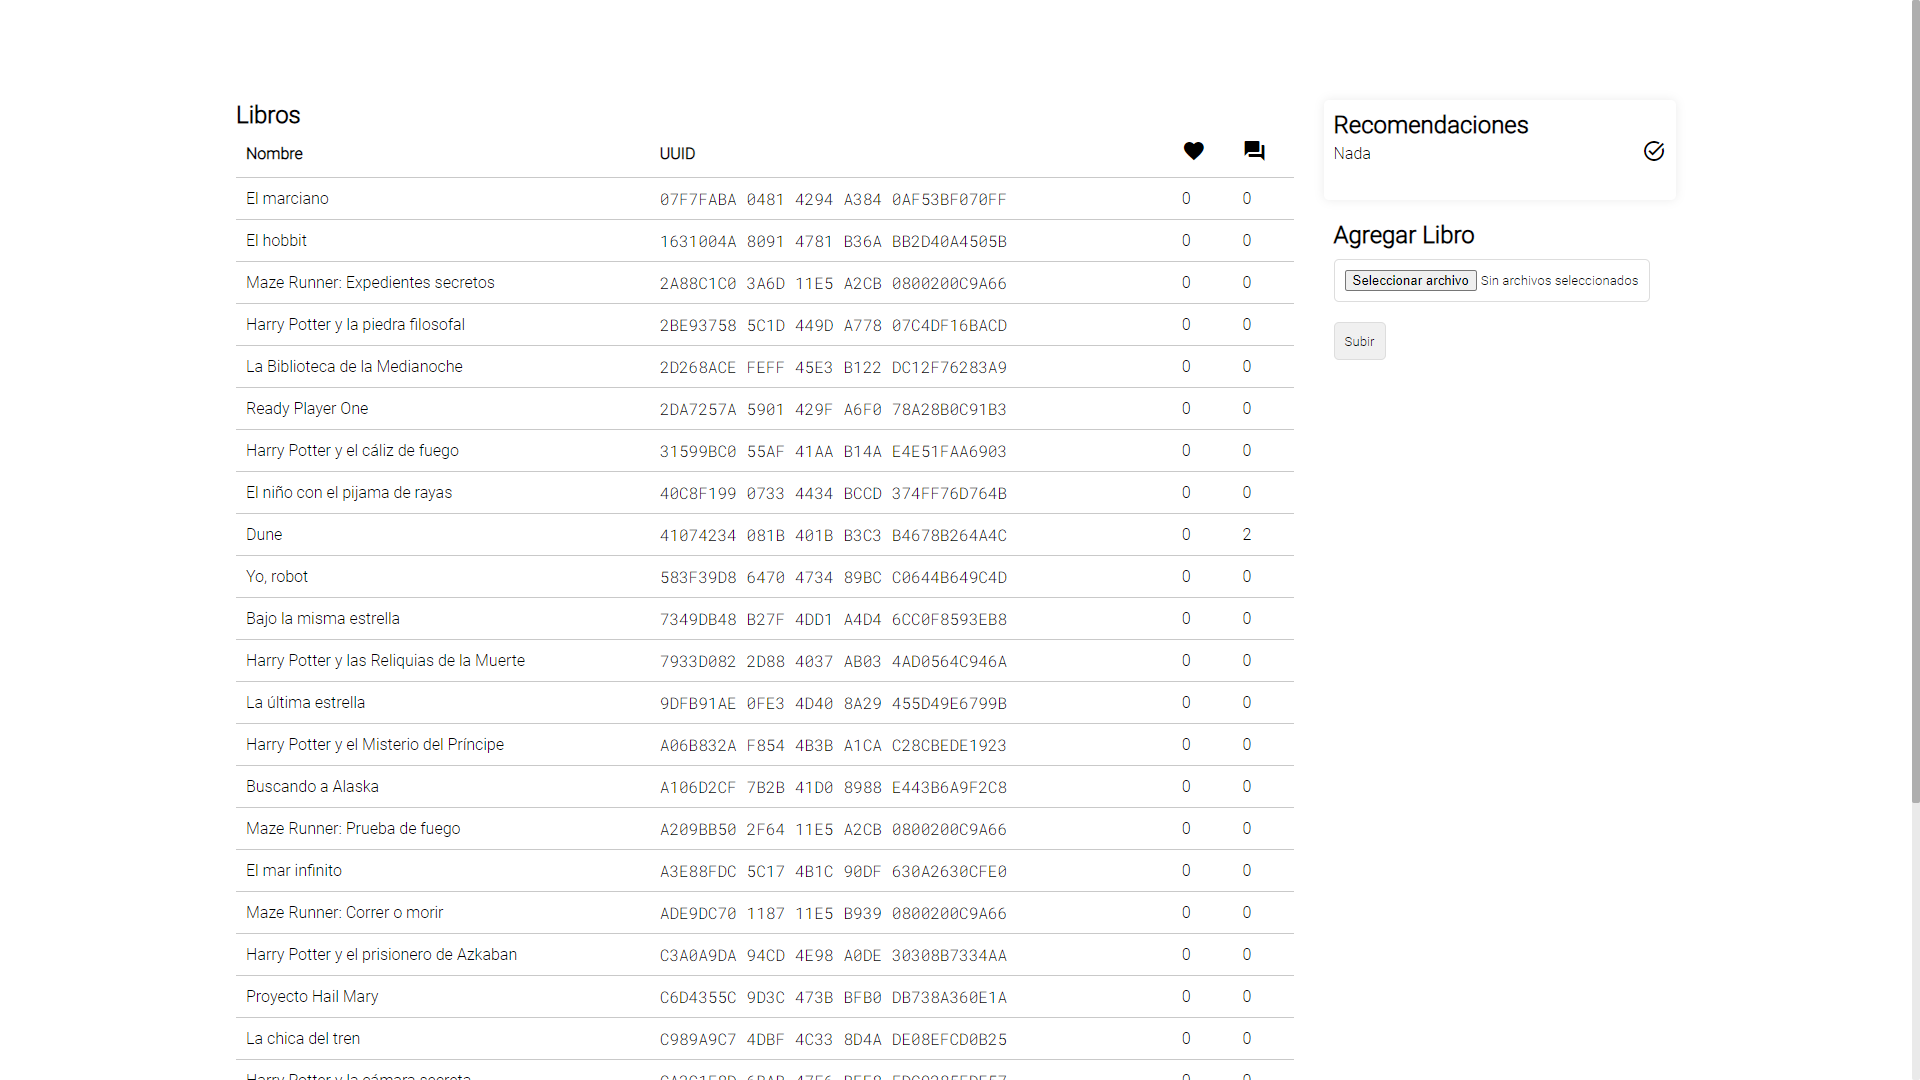 Libros
Nombre UUID
El marciano 07F7FABA 0481 4294 A384 0AF53BF070FF 0 0
El hobbit 1631004A 8091 4781 B36A BB2D40A4505B 0 0
Maze Runner: Expedientes secretos 2A88C1C0 3A6D 11E5 A2CB 0800200C9A66 0 0
Harry Potter y la piedra filosofal 2BE93758 5C1D 449D A778 07C4DF16BACD 0 0
La Biblioteca de la Medianoche 2D268ACE FEFF 45E3 B122 DC12F76283A9 0 0
Ready Player One 2DA7257A 5901 429F A6F0 78A28B0C91B3 0 0
Harry Potter y el cáliz de fuego 31599BC0 55AF 41AA B14A E4E51FAA6903 0 0
El niño con el pijama de rayas 40C8F199 0733 4434 BCCD 374FF76D764B 0 0
Dune 41074234 081B 401B B3C3 B4678B264A4C 0 2
Yo, robot 583F39D8 6470 4734 89BC C0644B649C4D 0 0
Bajo la misma estrella 7349DB48 B27F 4DD1 A4D4 6CC0F8593EB8 0 0
Harry Potter y las Reliquias de la Muerte 7933D082 2D88 4037 AB03 4AD0564C946A 0 0
La última estrella 9DFB91AE 0FE3 4D40 8A29 455D49E6799B 0 0
Harry Potter y el Misterio del Príncipe A06B832A F854 4B3B A1CA C28CBEDE1923 0 0
Buscando a Alaska A106D2CF 7B2B 41D0 8988 E443B6A9F2C8 0 0
Maze Runner: Prueba de fuego A209BB50 2F64 11E5 A2CB 0800200C9A66 0 0
El mar infinito A3E88FDC 5C17 4B1C 90DF 630A2630CFE0 0 0
Maze Runner: Correr o morir ADE9DC70 1187 11E5 B939 0800200C9A66 0 0
Harry Potter y el prisionero de Azkaban C3A0A9DA 94CD 4E98 A0DE 30308B7334AA 0 0
Proyecto Hail Mary C6D4355C 9D3C 473B BFB0 DB738A360E1A 0 0
La chica del tren C989A9C7 4DBF 4C33 8D4A DE08EFCD0B25 0 0
Harry Potter y la cámara secreta
Recomendaciones
Nada
Agregar Libro
Seleccionar archivo Sin archivos seleccionados
Subir